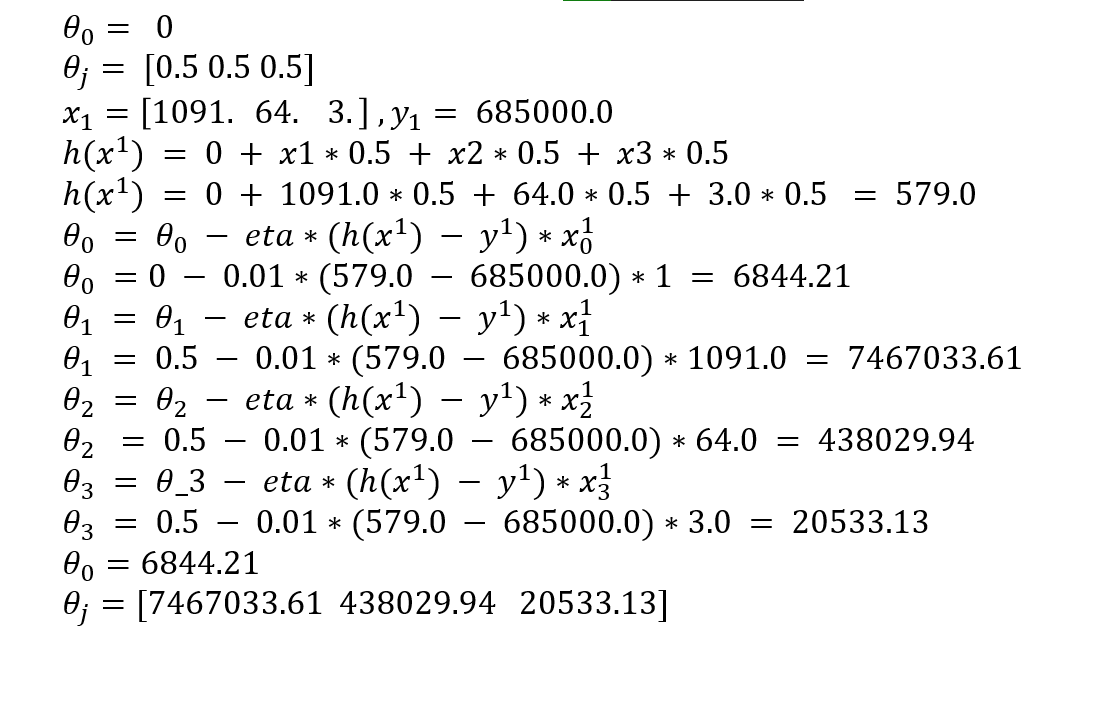 θ₀ = 0
θⱼ = [0.5 0.5 0.5]
x₁ = [1091. 64. 3.] , y₁ = 685000.0
h(x¹) = 0 + x1 ∗ 0.5 + x2 ∗ 0.5 + x3 ∗ 0.5
h(x¹) = 0 + 1091.0 ∗ 0.5 + 64.0 ∗ 0.5 + 3.0 ∗ 0.5 = 579.0
θ₀ = θ₀ − eta ∗ (h(x¹) − y¹) ∗ x₀¹
θ₀ = 0 − 0.01 ∗ (579.0 − 685000.0) ∗ 1 = 6844.21
θ₁ = θ₁ − eta ∗ (h(x¹) − y¹) ∗ x₁¹
θ₁ = 0.5 − 0.01 ∗ (579.0 − 685000.0) ∗ 1091.0 = 7467033.61
θ₂ = θ₂ − eta ∗ (h(x¹) − y¹) ∗ x₂¹
θ₂ = 0.5 − 0.01 ∗ (579.0 − 685000.0) ∗ 64.0 = 438029.94
θ₃ = θ_3 − eta ∗ (h(x¹) − y¹) ∗ x₃¹
θ₃ = 0.5 − 0.01 ∗ (579.0 − 685000.0) ∗ 3.0 = 20533.13
θ₀ = 6844.21
θⱼ = [7467033.61 438029.94 20533.13]